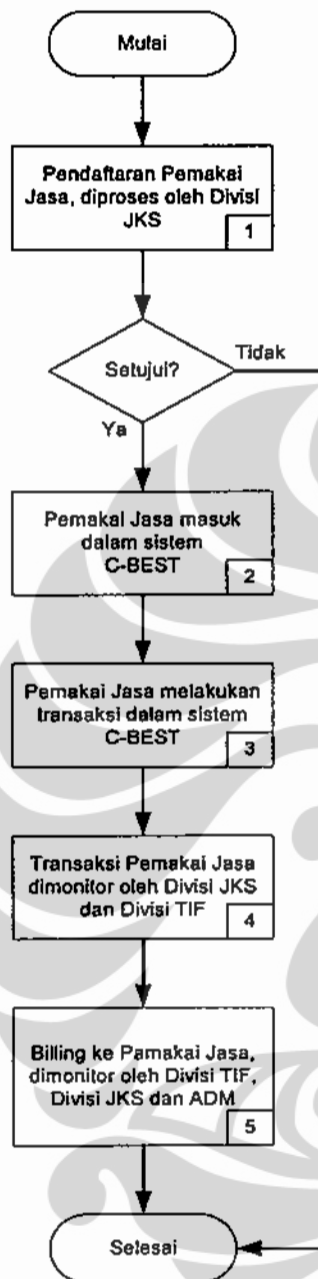 Mulai
Pendaftaran Pemakai
Jasa, diproses oleh Divisi
JKS
1
Setujui?
Tidak
Ya
Pemakai Jasa masuk
dalam sistem
C-BEST
2
Pemakai Jasa melakukan
transaksi dalam sistem
C-BEST
3
Transaksi Pemakai Jasa
dimonitor oleh Divisi JKS
dan Divisi TIF
4
Billing ke Pemakai Jasa,
dimonitor oleh Divisi TIF,
Divisi JKS dan ADM
5
Selesai